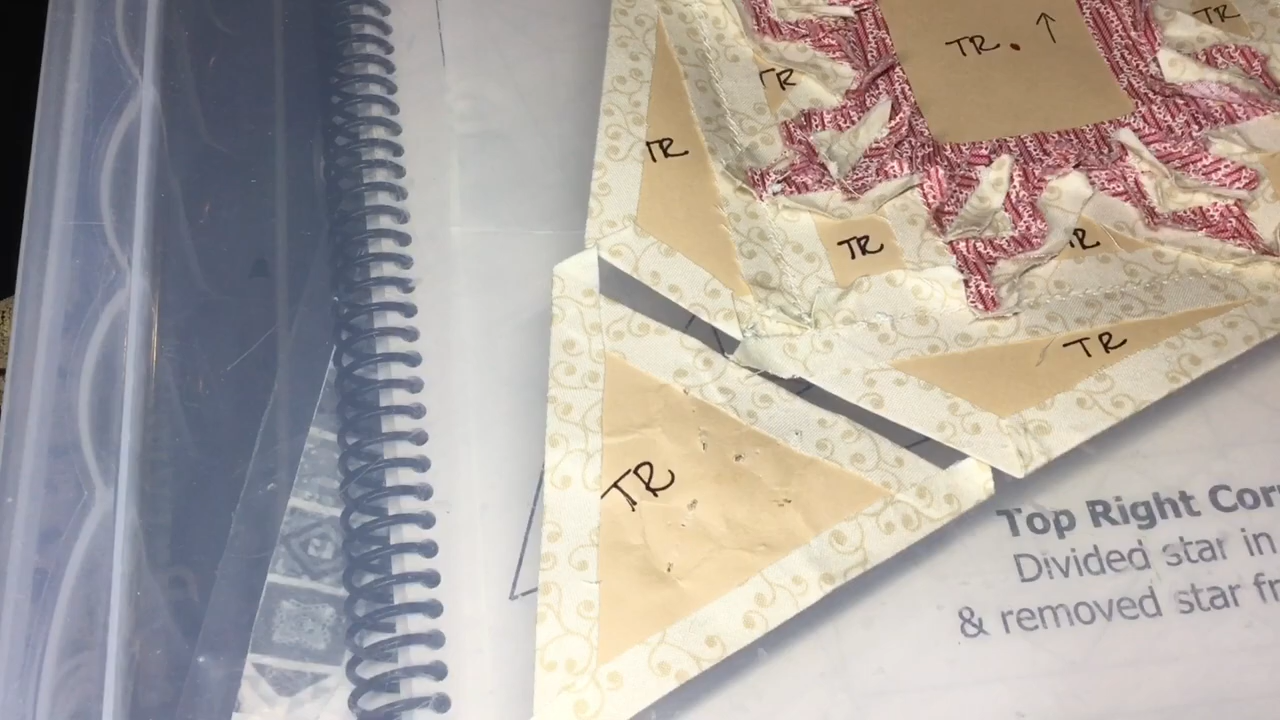 TR. ↑
TR
TR
TR
TR
TR
TR
TR
Top Right Cor
Divided star in
& removed star fr